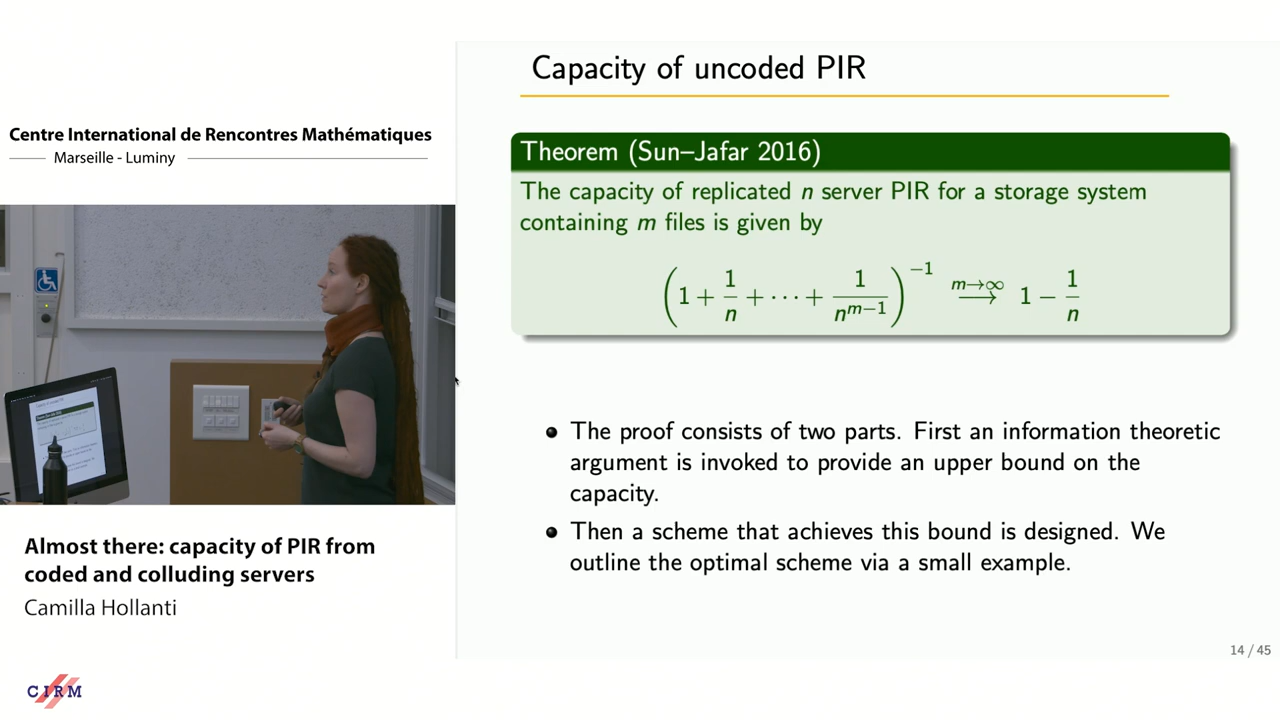 Centre International de Rencontres Mathématiques
Marseille - Luminy
Almost there: capacity of PIR from
coded and colluding servers
Camilla Hollanti
CIRM
Capacity of uncoded PIR
Theorem (Sun–Jafar 2016)
The capacity of replicated n server PIR for a storage system
containing m files is given by
(1 + 1/n + ⋯ + 1/n^{m−1})^{−1} \xrightarrow{m→∞} 1 − 1/n
• The proof consists of two parts. First an information theoretic
argument is invoked to provide an upper bound on the
capacity.
• Then a scheme that achieves this bound is designed. We
outline the optimal scheme via a small example.
14 / 45